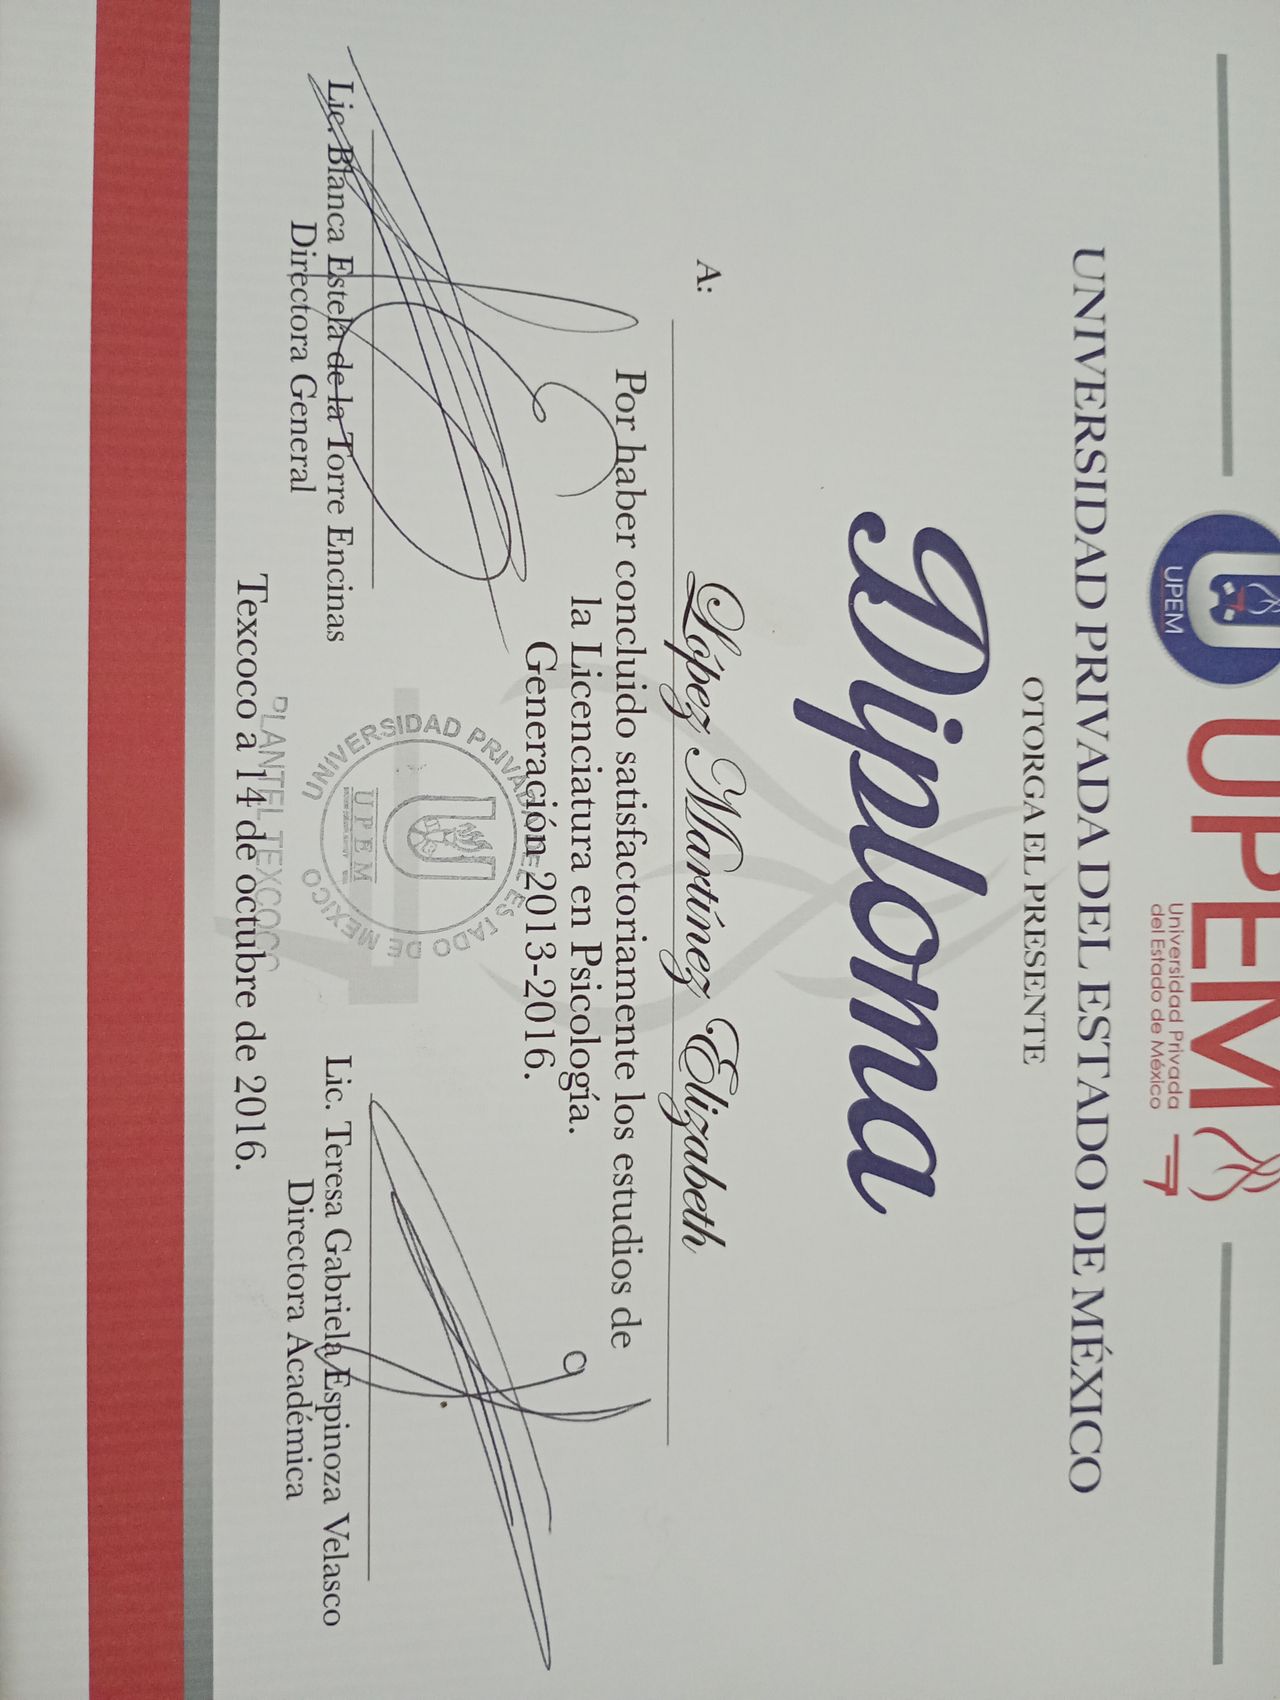 UPEM
UPEM
Universidad Privada
del Estado de México
UNIVERSIDAD PRIVADA DEL ESTADO DE MÉXICO
OTORGA EL PRESENTE
Diploma
A: López Martínez Elizabeth
Por haber concluido satisfactoriamente los estudios de
la Licenciatura en Psicología.
Generación 2013-2016.
UNIVERSIDAD PRIVADA DEL ESTADO DE MEXICO
UPEM
PLANTEL TEXCOCO
Lic. Blanca Estela de la Torre Encinas
Directora General
Lic. Teresa Gabriela Espinoza Velasco
Directora Académica
Texcoco a 14 de octubre de 2016.